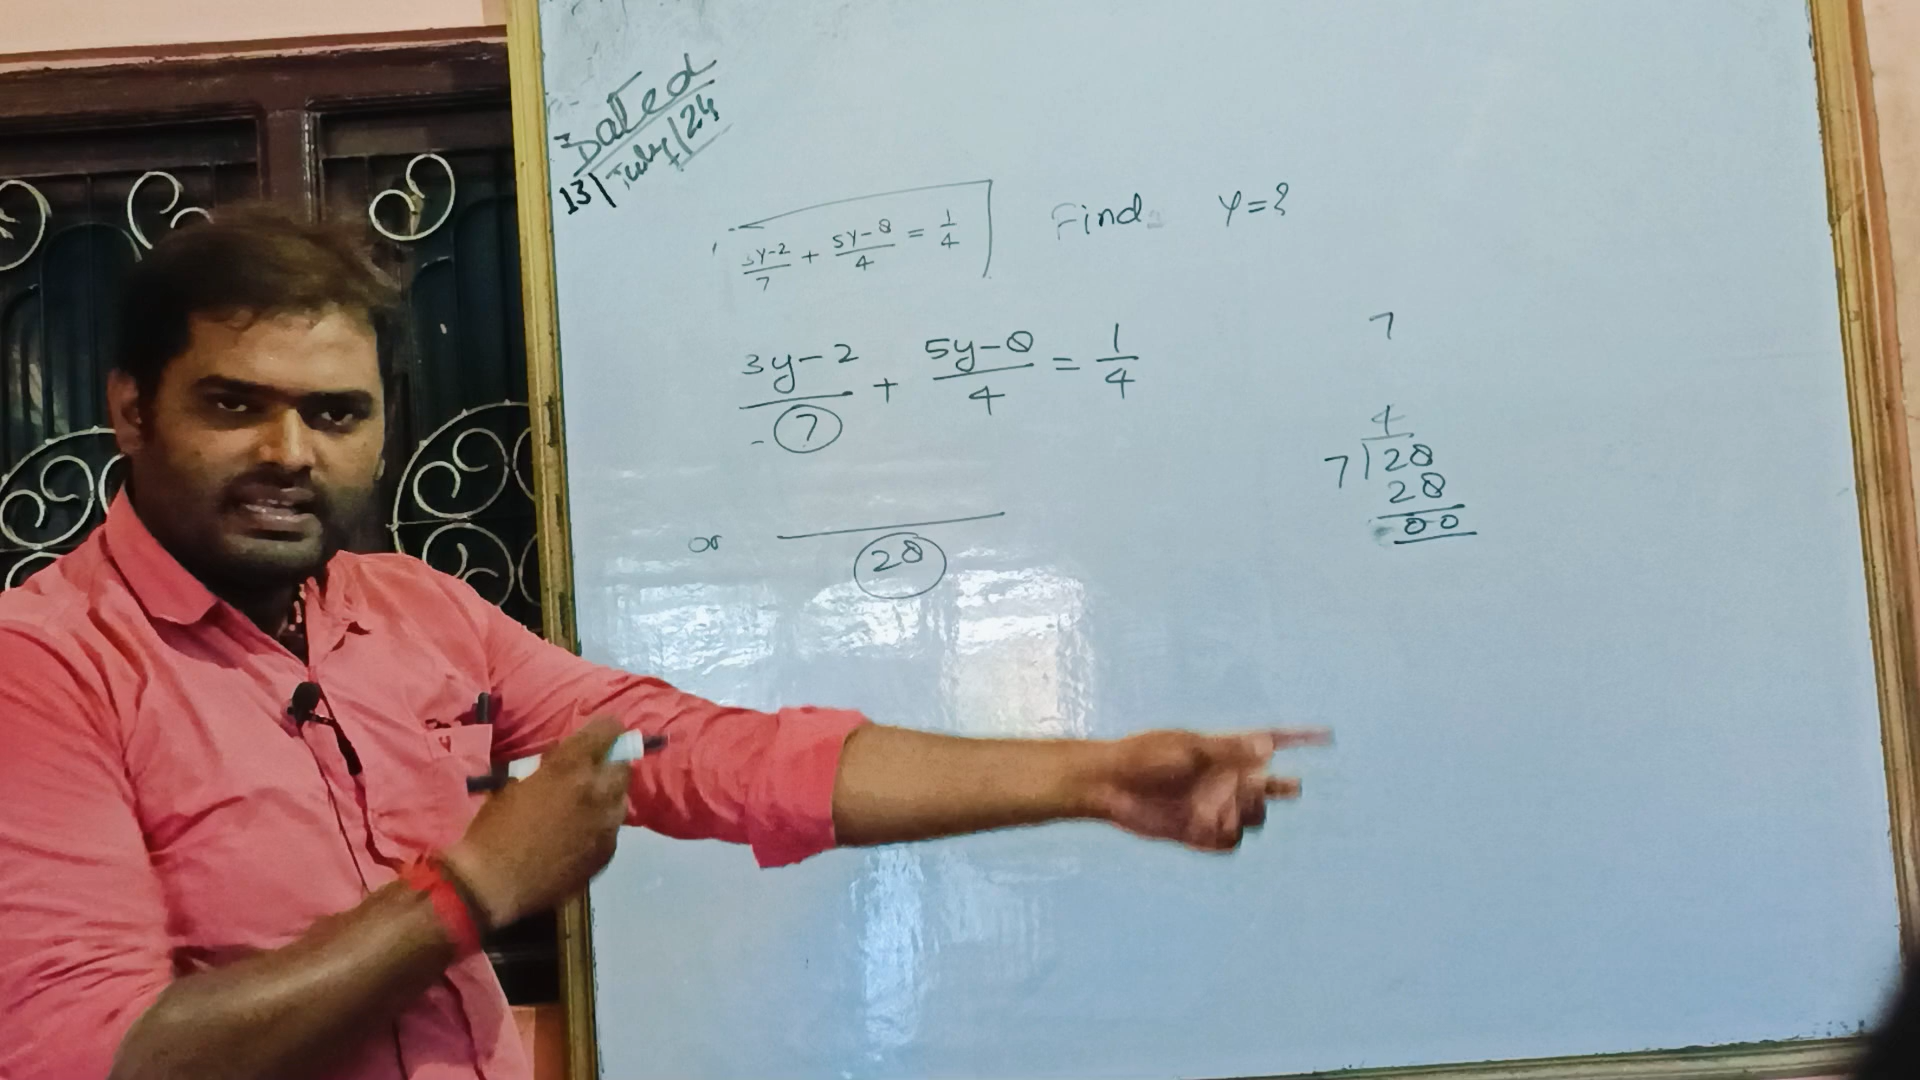 Dated
13/July/24
3y-2/7 + 5y-8/4 = 1/4 Find y=?
3y-2/7 + 5y-8/4 = 1/4
or /28
7
4
7)28
28
00